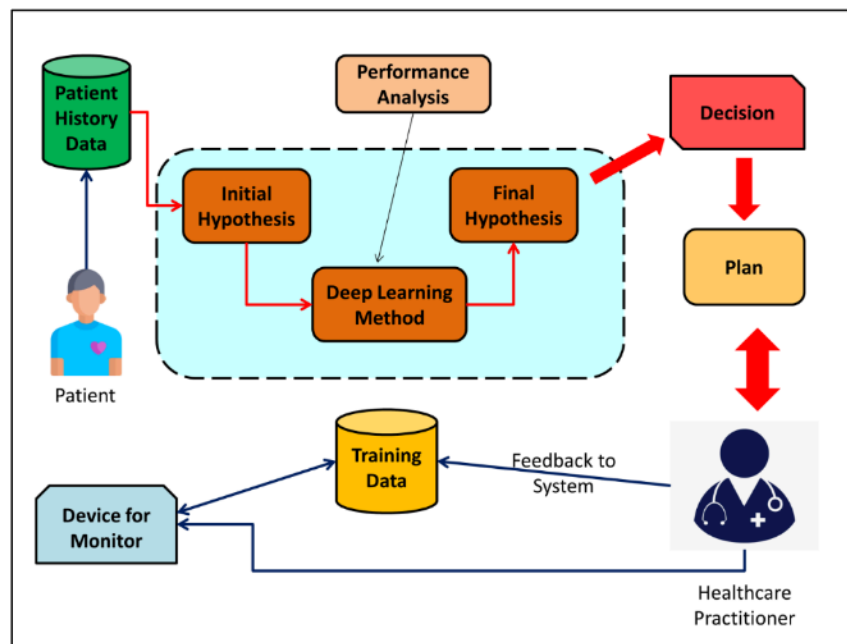 Patient
History
Data
Performance
Analysis
Decision
Initial
Hypothesis
Final
Hypothesis
Deep Learning
Method
Plan
Patient
Training
Data
Feedback to
System
Device for
Monitor
Healthcare
Practitioner